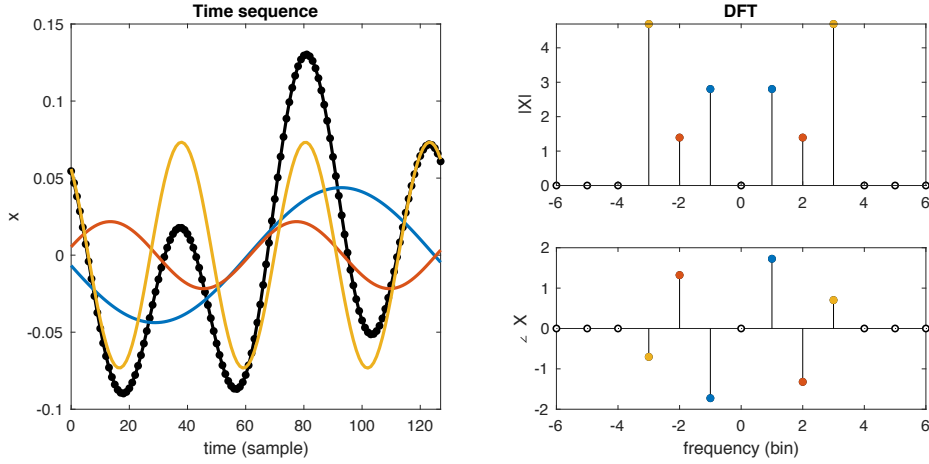 Time sequence
0.15
0.1
0.05
0
-0.05
-0.1
x
0 20 40 60 80 100 120
time (sample)
DFT
4
3
2
1
0
|X|
-6 -4 -2 0 2 4 6
2
1
0
-1
-2
∠ X
-6 -4 -2 0 2 4 6
frequency (bin)